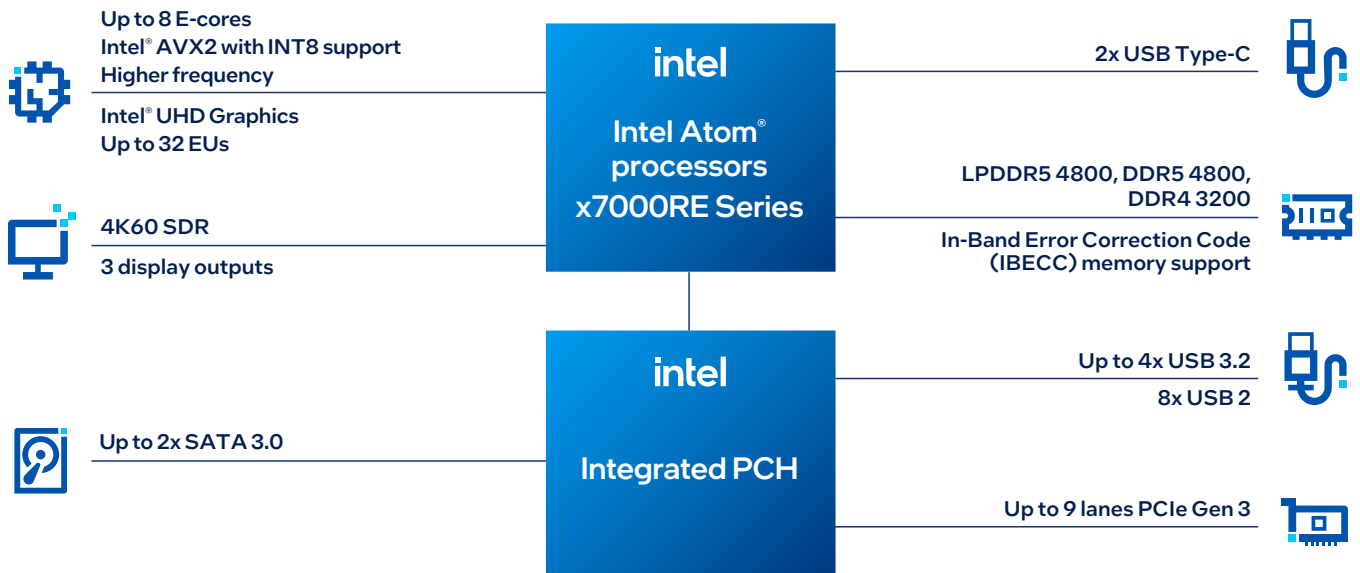 Up to 8 E-cores
Intel® AVX2 with INT8 support
Higher frequency
Intel® UHD Graphics
Up to 32 EUs
4K60 SDR
3 display outputs
intel
Intel Atom®
processors
x7000RE Series
2x USB Type-C
LPDDR5 4800, DDR5 4800,
DDR4 3200
In-Band Error Correction Code
(IBECC) memory support
Up to 2x SATA 3.0
intel
Integrated PCH
Up to 4x USB 3.2
8x USB 2
Up to 9 lanes PCIe Gen 3